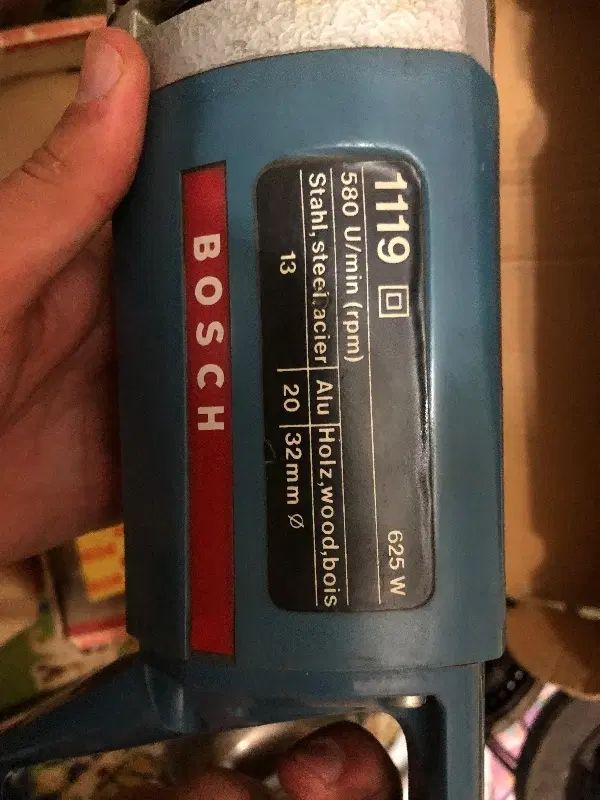 BOSCH
1119 625 W
580 U/min (rpm)
Stahl, steel, acier Alu Holz,wood,bois
13 20 32mm Ø